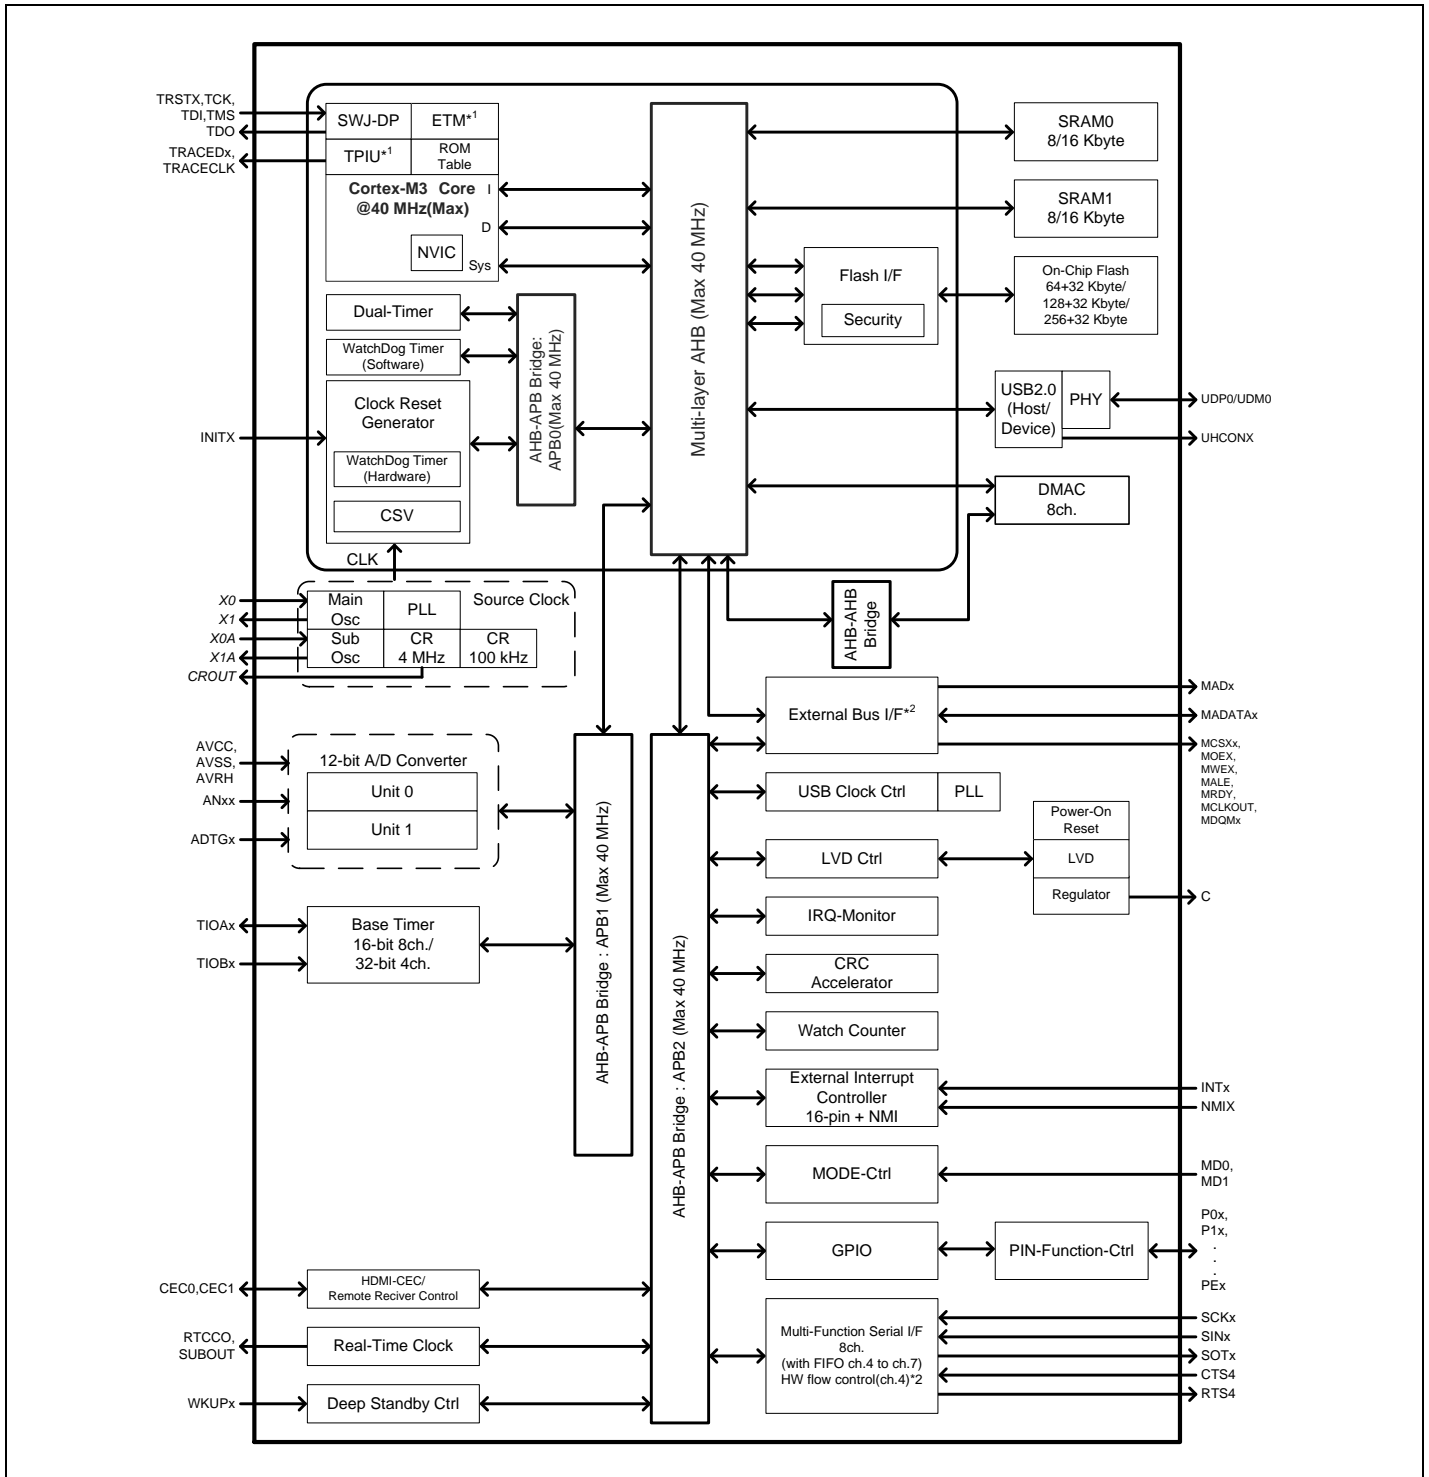 TRSTX,TCK,
TDI,TMS
TDO
TRACEDx,
TRACECLK
SWJ-DP
ETM*1
TPIU*1
ROM
Table
Cortex-M3 Core
@40 MHz(Max)
I
D
Sys
NVIC
Dual-Timer
WatchDog Timer
(Software)
Clock Reset
Generator
WatchDog Timer
(Hardware)
CSV
CLK
INITX
AHB-APB Bridge:
APB0(Max 40 MHz)
Multi-layer AHB (Max 40 MHz)
SRAM0
8/16 Kbyte
SRAM1
8/16 Kbyte
Flash I/F
Security
On-Chip Flash
64+32 Kbyte/
128+32 Kbyte/
256+32 Kbyte
USB2.0
(Host/
Device)
PHY
UDP0/UDM0
UHCONX
DMAC
8ch.
AHB-AHB
Bridge
X0
X1
X0A
X1A
CROUT
Main
Osc
PLL
Source Clock
Sub
Osc
CR
4 MHz
CR
100 kHz
AVCC,
AVSS,
AVRH
ANxx
ADTGx
12-bit A/D Converter
Unit 0
Unit 1
TIOAx
TIOBx
Base Timer
16-bit 8ch./
32-bit 4ch.
AHB-APB Bridge : APB1 (Max 40 MHz)
AHB-APB Bridge : APB2 (Max 40 MHz)
External Bus I/F*2
MADx
MADATAx
MCSXx,
MOEX,
MWEX,
MALE,
MRDY,
MCLKOUT,
MDQMx
USB Clock Ctrl
PLL
LVD Ctrl
Power-On
Reset
LVD
Regulator
C
IRQ-Monitor
CRC
Accelerator
Watch Counter
External Interrupt
Controller
16-pin + NMI
INTx
NMIX
MODE-Ctrl
MD0,
MD1
GPIO
PIN-Function-Ctrl
P0x,
P1x,
.
.
.
PEx
CEC0,CEC1
HDMI-CEC/
Remote Reciver Control
RTCCO,
SUBOUT
Real-Time Clock
WKUPx
Deep Standby Ctrl
Multi-Function Serial I/F
8ch.
(with FIFO ch.4 to ch.7)
HW flow control(ch.4)*2
SCKx
SINx
SOTx
CTS4
RTS4